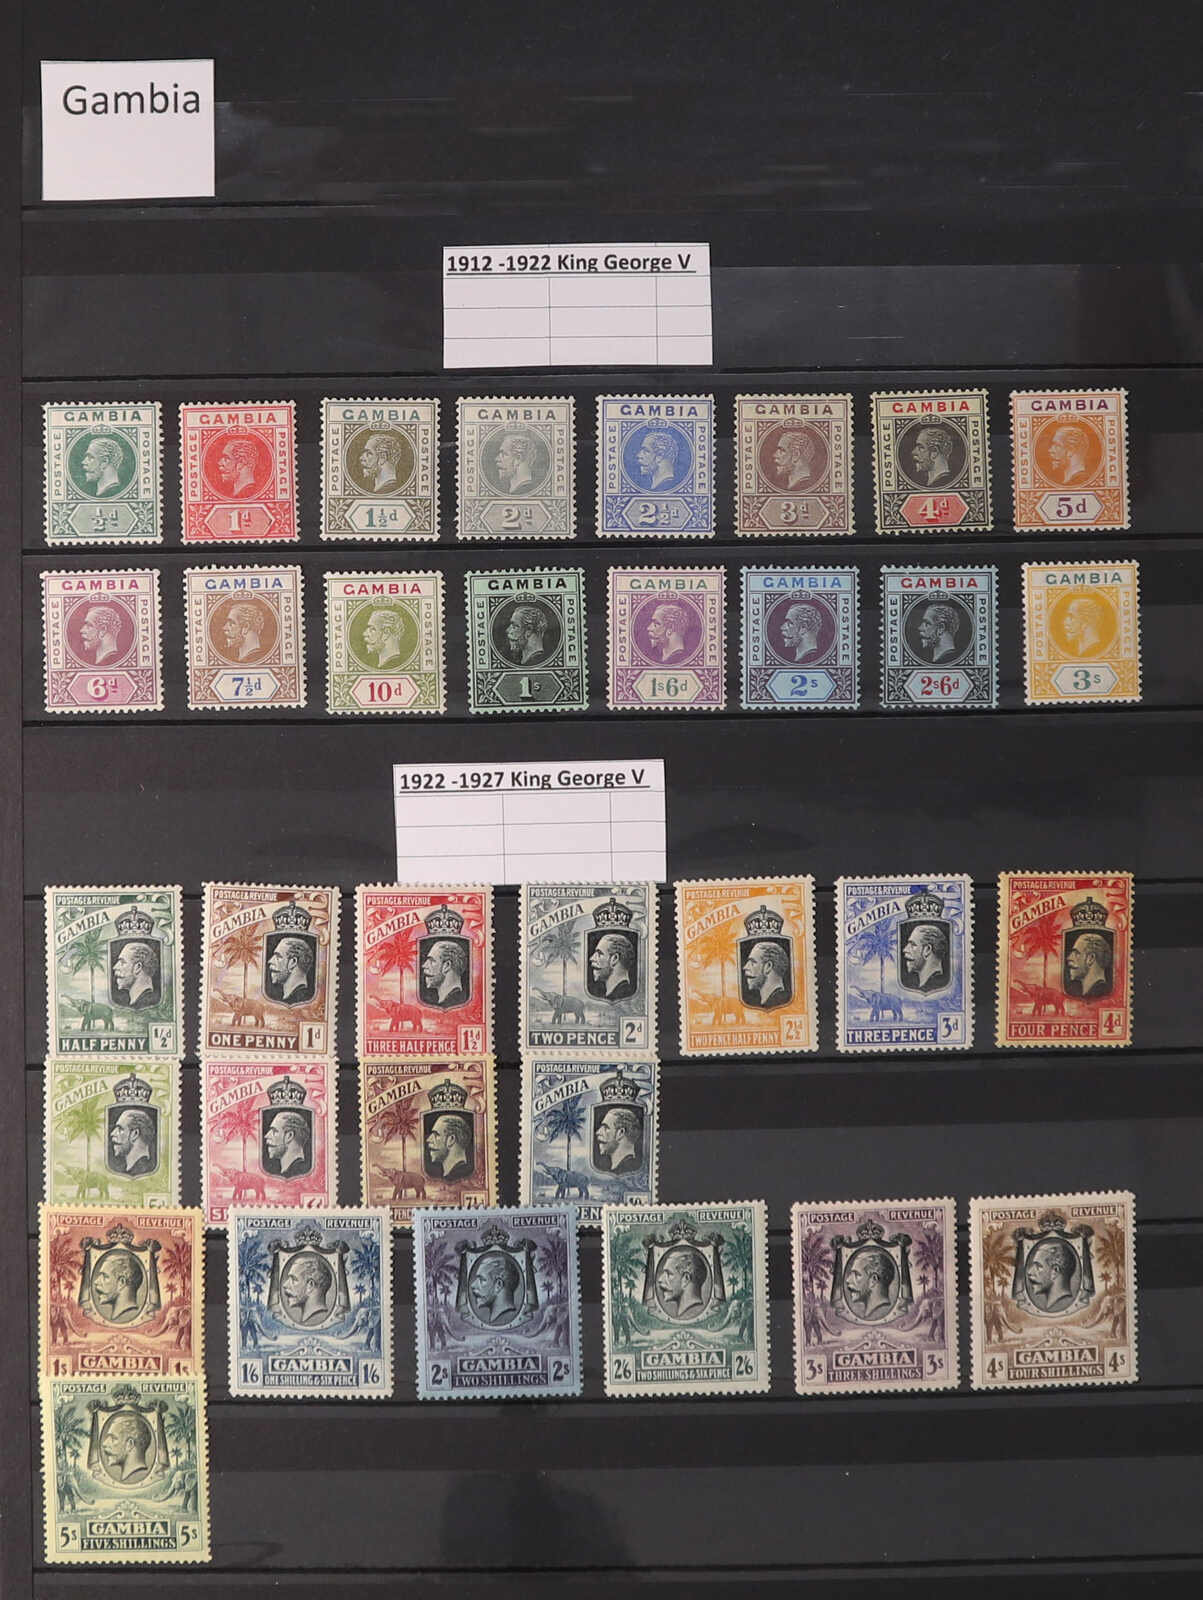 Gambia
1912 -1922 King George V
GAMBIA GAMBIA GAMBIA GAMBIA GAMBIA GAMBIA GAMBIA GAMBIA
POSTAGE POSTAGE POSTAGE POSTAGE POSTAGE POSTAGE POSTAGE POSTAGE POSTAGE POSTAGE POSTAGE POSTAGE POSTAGE POSTAGE POSTAGE POSTAGE
½d 1d 1½d 2d 2½d 3d 4d 5d
GAMBIA GAMBIA GAMBIA GAMBIA GAMBIA GAMBIA GAMBIA GAMBIA
POSTAGE POSTAGE POSTAGE POSTAGE POSTAGE POSTAGE POSTAGE POSTAGE POSTAGE POSTAGE POSTAGE POSTAGE POSTAGE POSTAGE POSTAGE POSTAGE
6d 7½d 10d 1s 1s6d 2s 2s6d 3s
1922 -1927 King George V
POSTAGE & REVENUE POSTAGE & REVENUE POSTAGE & REVENUE POSTAGE & REVENUE POSTAGE & REVENUE POSTAGE & REVENUE POSTAGE & REVENUE
GAMBIA GAMBIA GAMBIA GAMBIA GAMBIA GAMBIA GAMBIA
HALF PENNY ½d ONE PENNY 1d THREE HALF PENCE 1½d TWO PENCE 2d TWO PENCE HALF PENNY 2½d THREE PENCE 3d FOUR PENCE 4d
POSTAGE & REVENUE POSTAGE & REVENUE POSTAGE & REVENUE POSTAGE & REVENUE
GAMBIA GAMBIA GAMBIA GAMBIA
7½d
POSTAGE REVENUE POSTAGE REVENUE POSTAGE REVENUE POSTAGE REVENUE POSTAGE REVENUE POSTAGE REVENUE
1s GAMBIA 1s 1/6 GAMBIA 1/6 2s GAMBIA 2s 2/6 GAMBIA 2/6 3s GAMBIA 3s 4s GAMBIA 4s
ONE SHILLING & SIX PENCE TWO SHILLINGS TWO SHILLINGS & SIX PENCE THREE SHILLINGS FOUR SHILLINGS
POSTAGE REVENUE
5s GAMBIA 5s
FIVE SHILLINGS